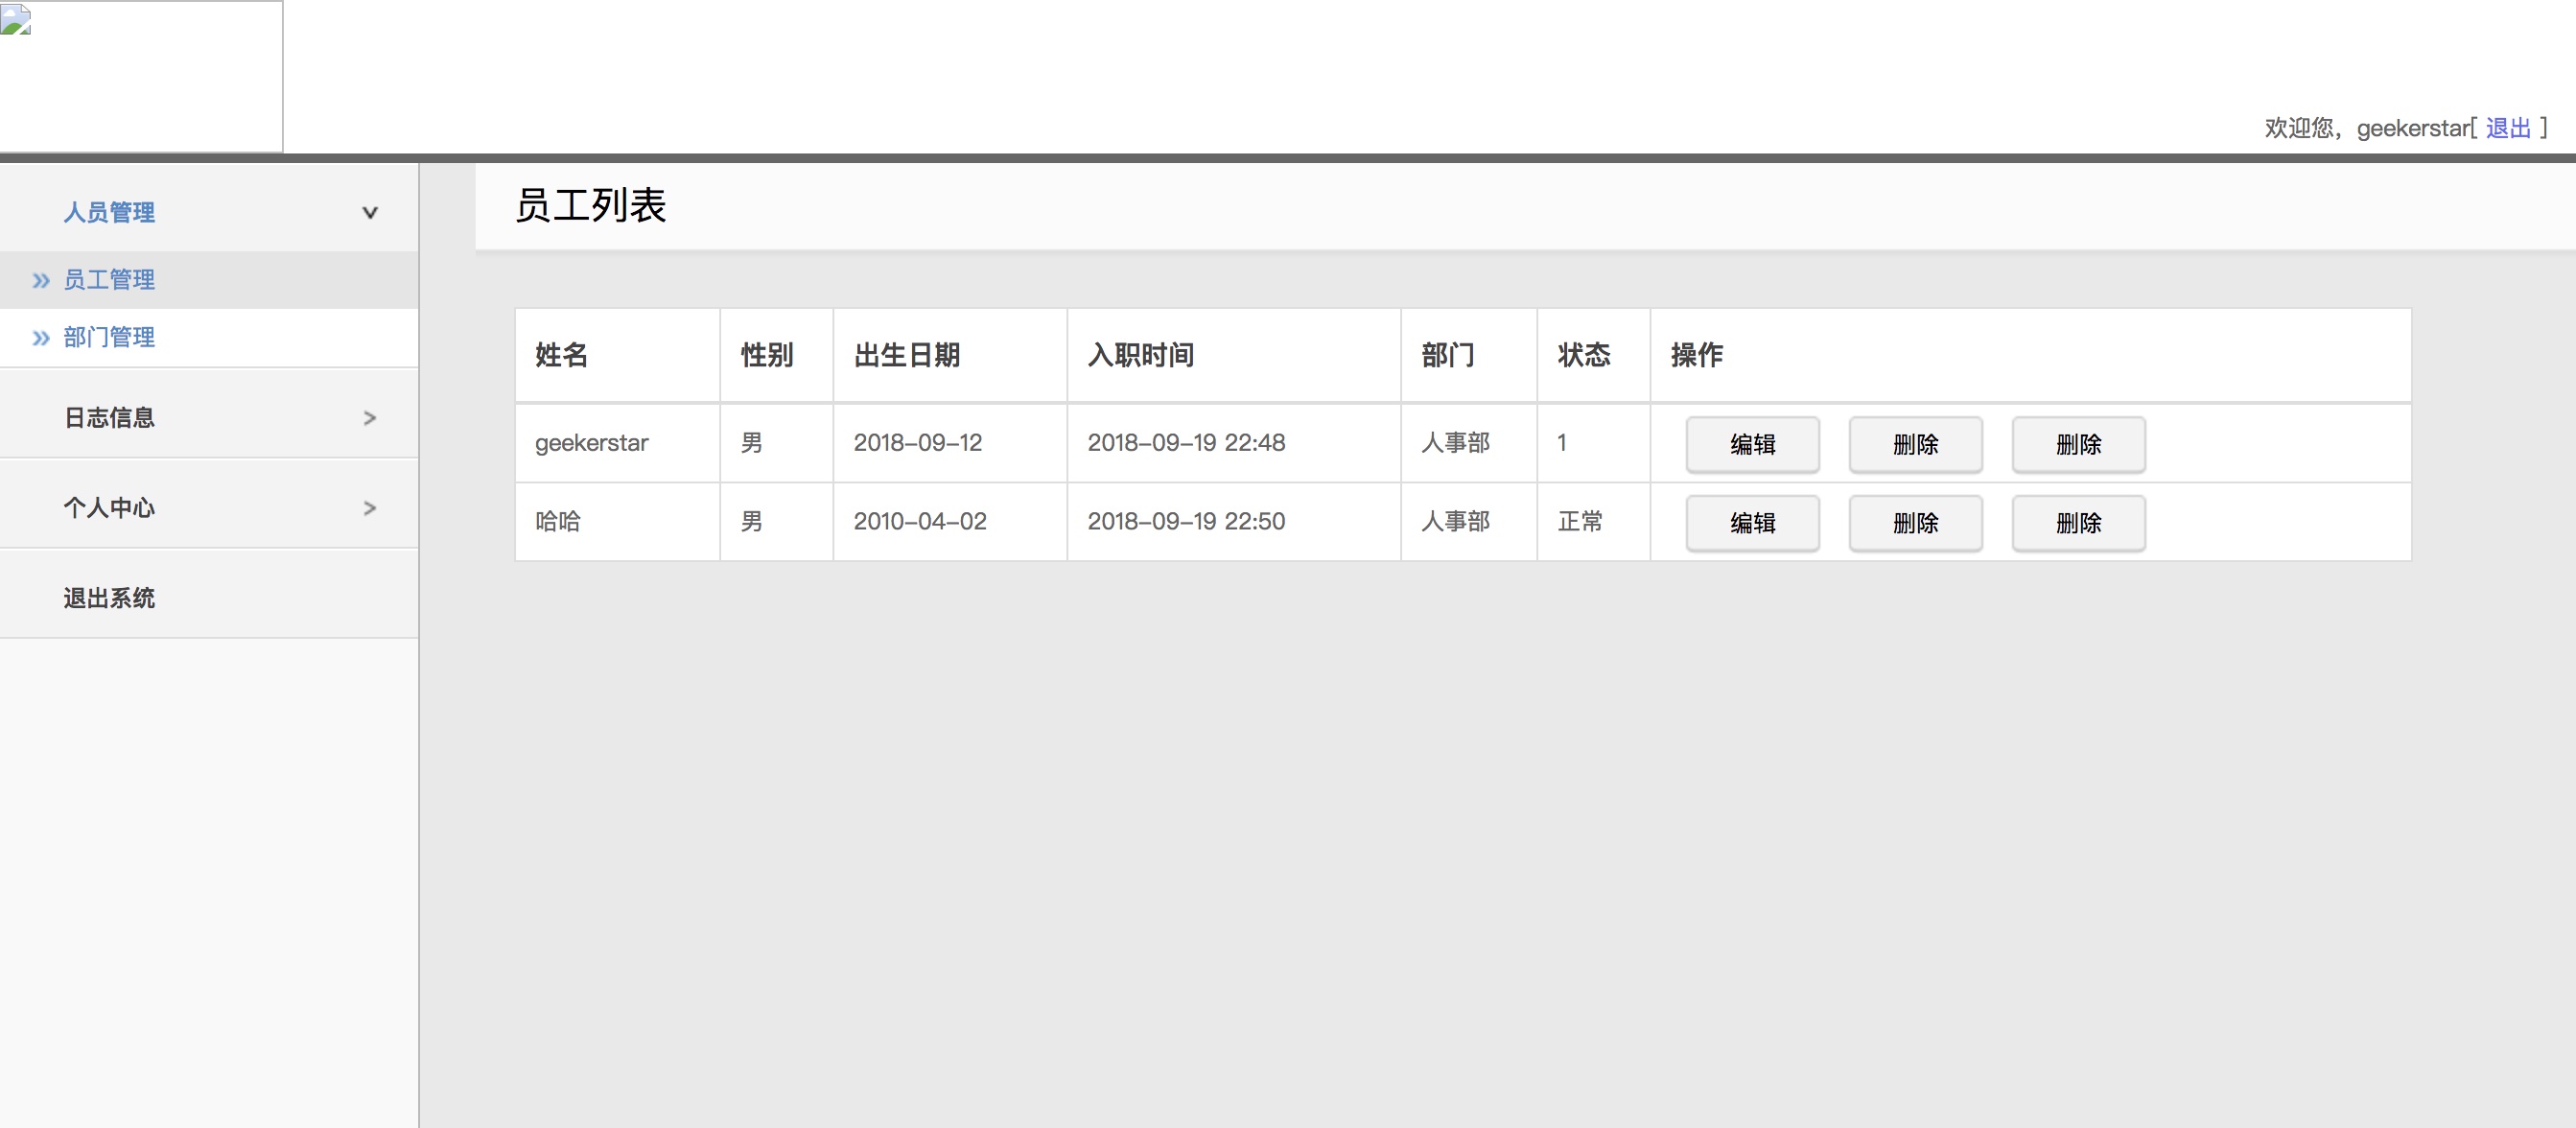 欢迎您，geekerstar[ 退出 ]
人员管理
员工管理
部门管理
日志信息
个人中心
退出系统
员工列表
姓名 性别 出生日期 入职时间 部门 状态 操作
geekerstar 男 2018-09-12 2018-09-19 22:48 人事部 1 编辑 删除 删除
哈哈 男 2010-04-02 2018-09-19 22:50 人事部 正常 编辑 删除 删除